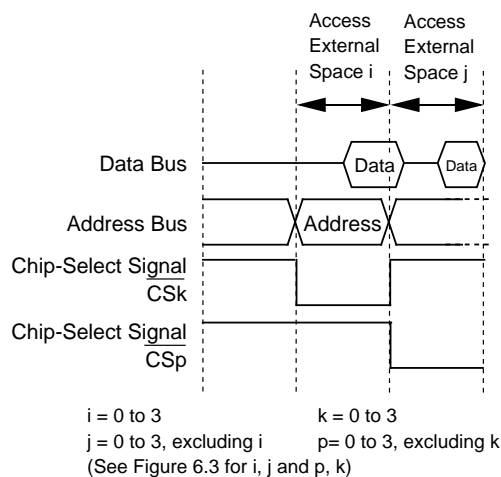 Access
External
Space i
Access
External
Space j
Data Bus
Data
Data
Address Bus
Address
Chip-Select Signal
CSk
Chip-Select Signal
CSp
i = 0 to 3
k = 0 to 3
j = 0 to 3, excluding i
p= 0 to 3, excluding k
(See Figure 6.3 for i, j and p, k)